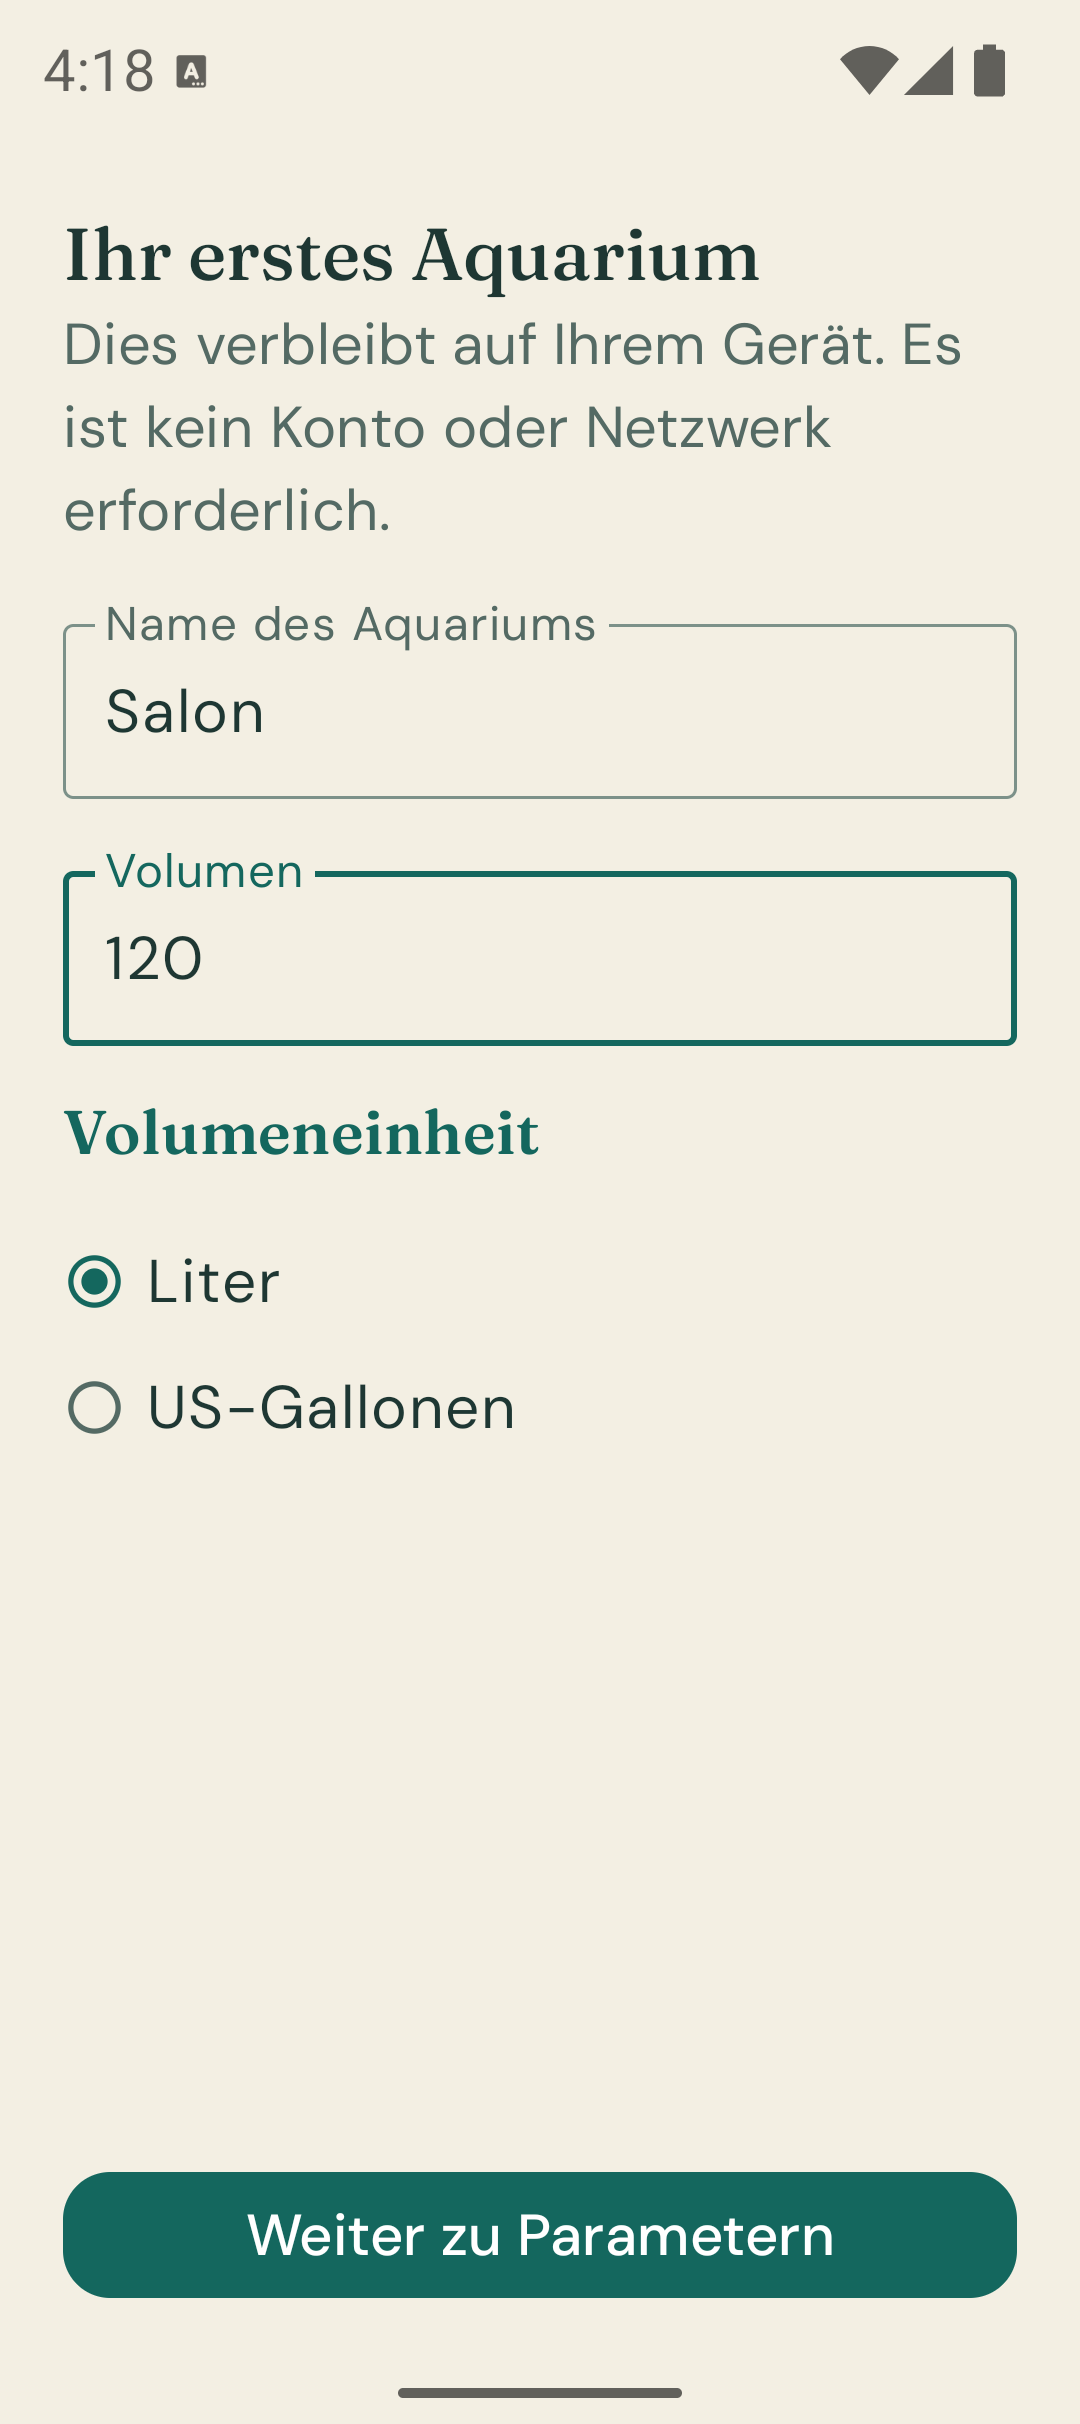 4:18
Ihr erstes Aquarium
Dies verbleibt auf Ihrem Gerät. Es
ist kein Konto oder Netzwerk
erforderlich.
Name des Aquariums
Salon
Volumen
120
Volumeneinheit
Liter
US-Gallonen
Weiter zu Parametern